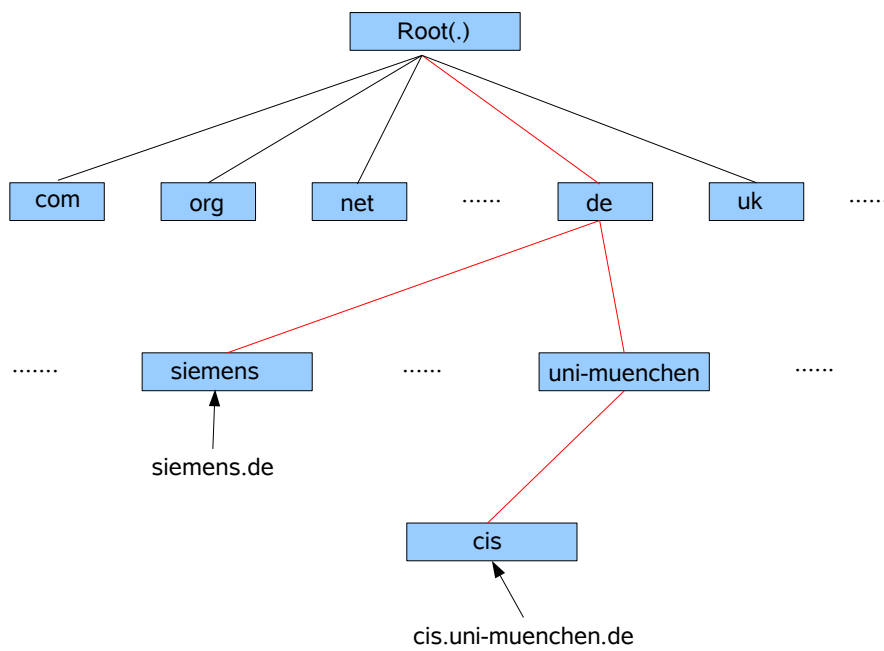 Root(.)
com org net ...... de uk ......
....... siemens ...... uni-muenchen ......
siemens.de
cis
cis.uni-muenchen.de